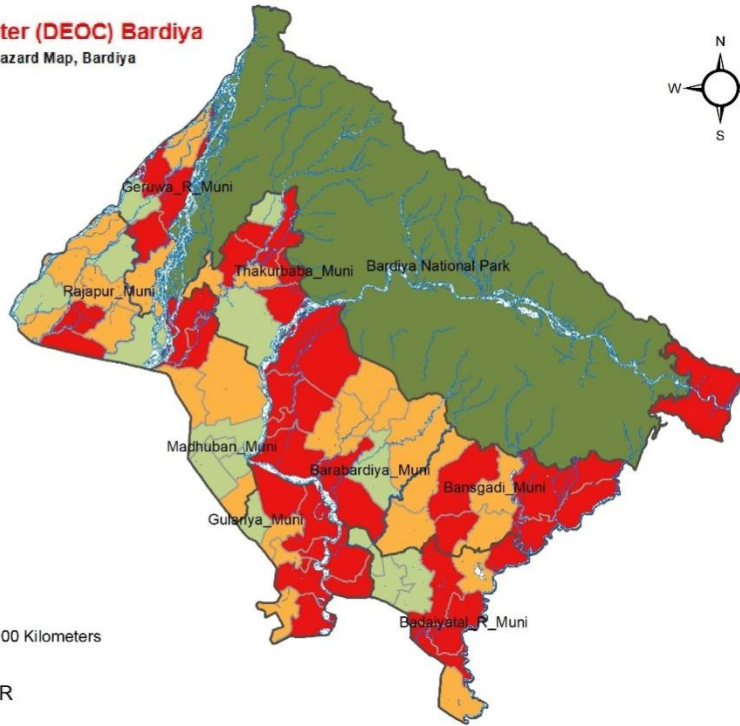 ter (DEOC) Bardiya
azard Map, Bardiya
N
W
S
Geruwa_R_Muni
Thakurbaba_Muni
Bardiya National Park
Rajapur_Muni
Madhuban_Muni
Barabardiya_Muni
Bansgadi_Muni
Gulariya_Muni
Badaiyatal_R_Muni
00 Kilometers
R